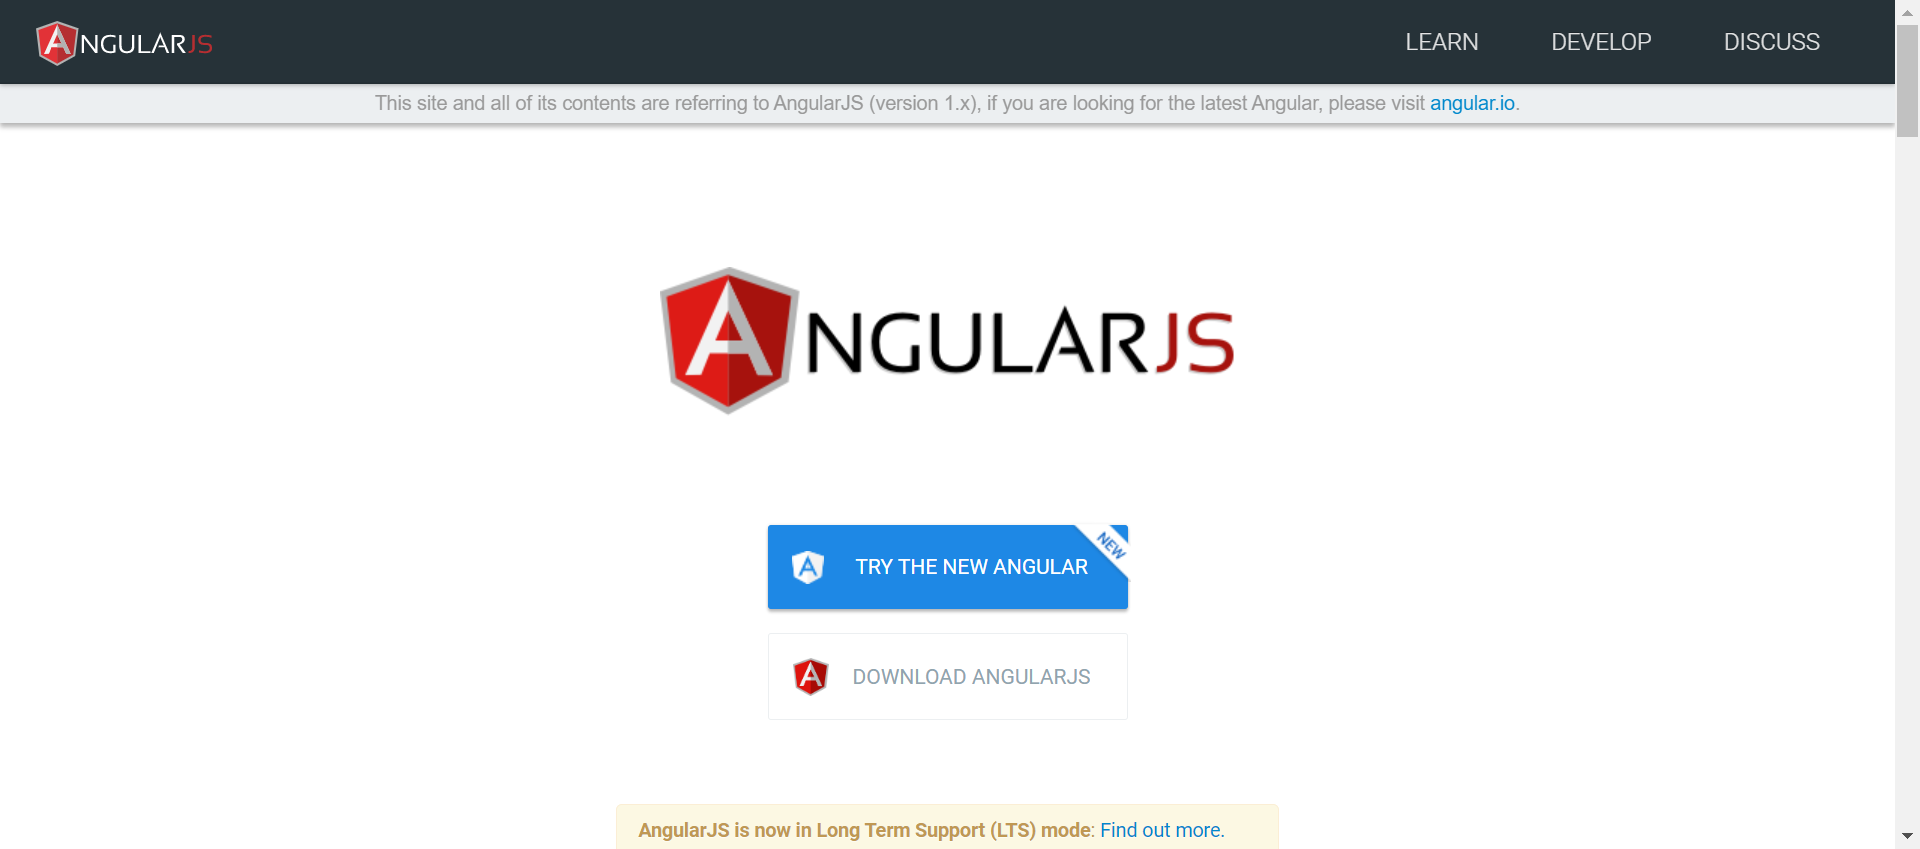 ANGULARJS
LEARN DEVELOP DISCUSS
This site and all of its contents are referring to AngularJS (version 1.x), if you are looking for the latest Angular, please visit angular.io.
ANGULARJS
NEW
TRY THE NEW ANGULAR
DOWNLOAD ANGULARJS
AngularJS is now in Long Term Support (LTS) mode: Find out more.